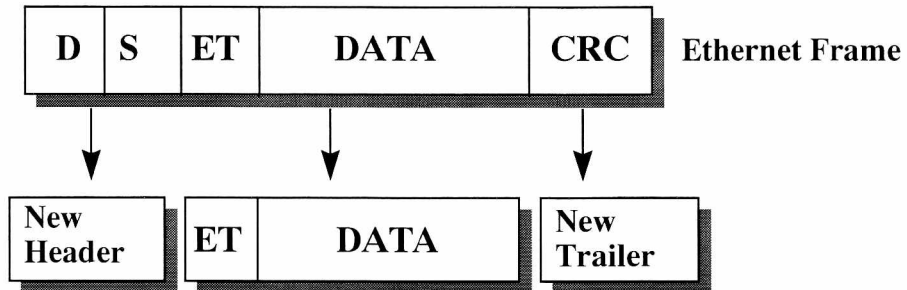 D S ET DATA CRC Ethernet Frame
New Header
ET DATA
New Trailer